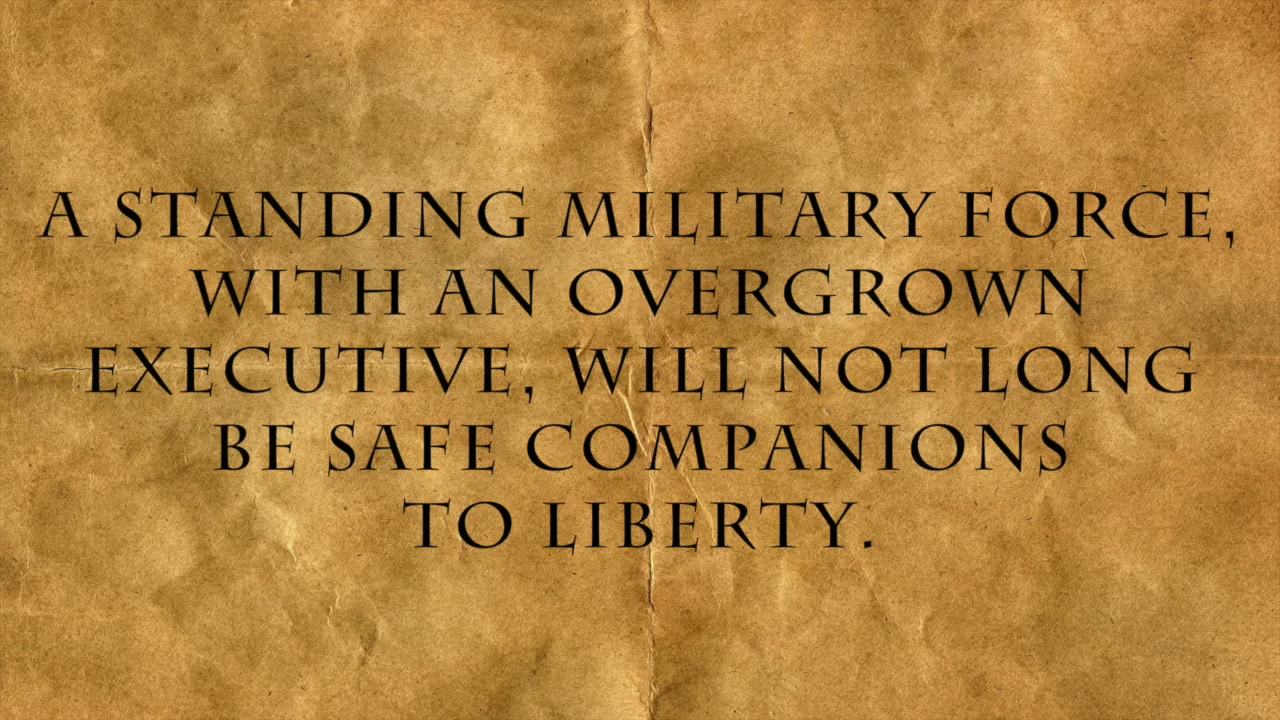 A STANDING MILITARY FORCE,
WITH AN OVERGROWN
EXECUTIVE, WILL NOT LONG
BE SAFE COMPANIONS
TO LIBERTY.